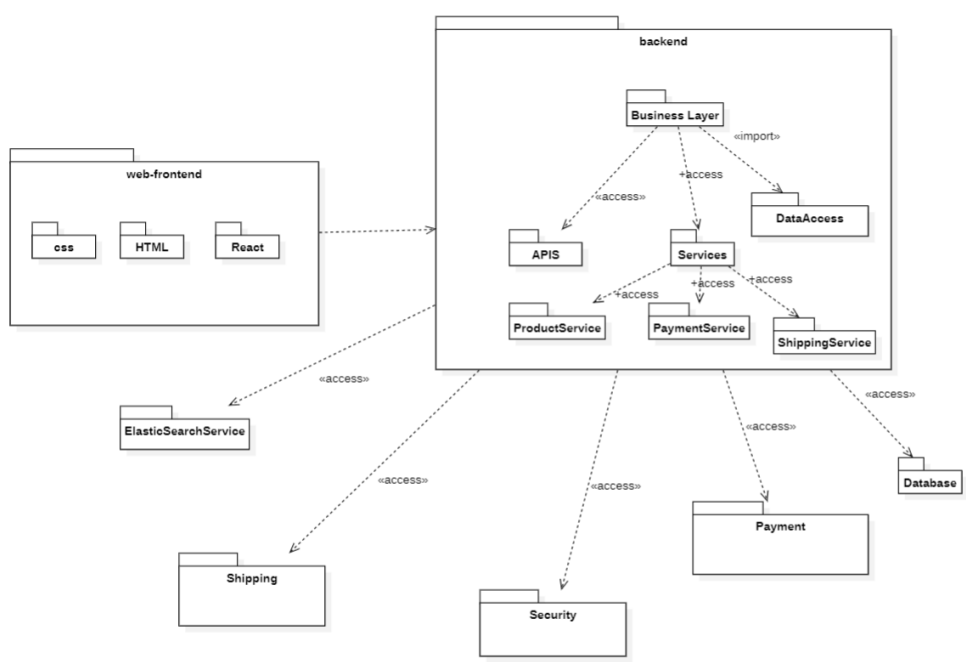 backend
Business Layer
«import»
web-frontend
+access
«access»
DataAccess
css
HTML
React
APIS
Services
+access
+access
+access
ProductService
PaymentService
ShippingService
«access»
«access»
ElasticSearchService
«access»
«access»
«access»
Database
Payment
Shipping
Security